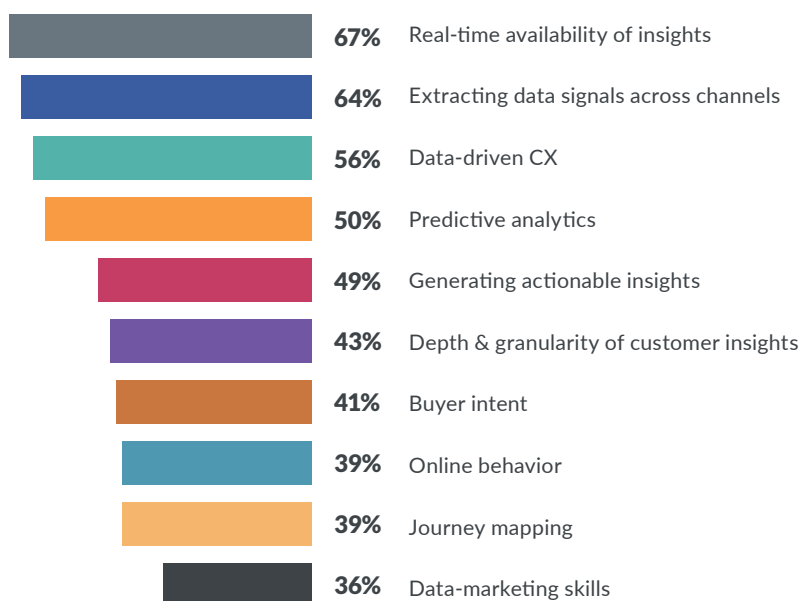 67% Real-time availability of insights
64% Extracting data signals across channels
56% Data-driven CX
50% Predictive analytics
49% Generating actionable insights
43% Depth & granularity of customer insights
41% Buyer intent
39% Online behavior
39% Journey mapping
36% Data-marketing skills